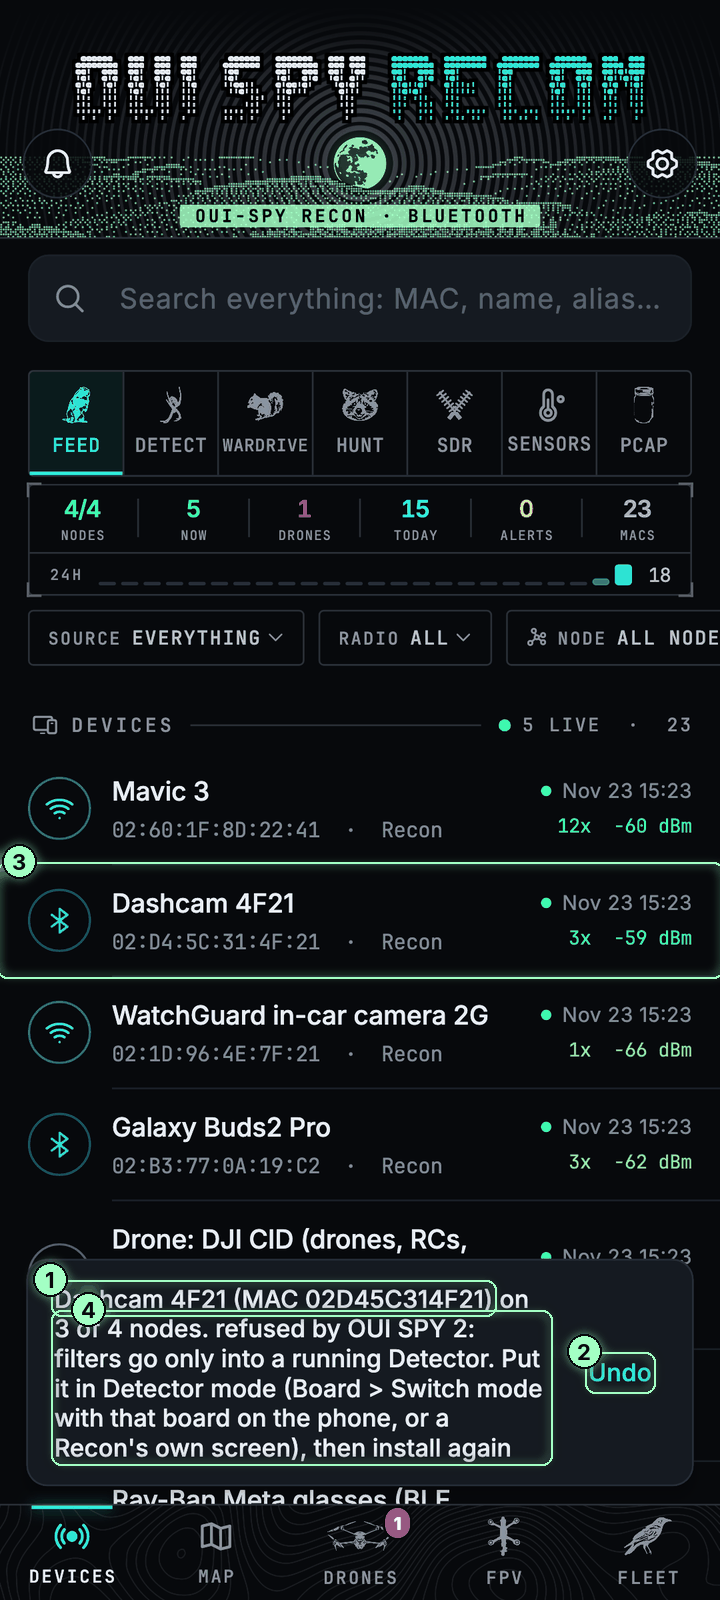 OUI SPY RECON
OUI-SPY RECON · BLUETOOTH
Search everything: MAC, name, alias...
FEED DETECT WARDRIVE HUNT SDR SENSORS PCAP
4/4 5 1 15 0 23
NODES NOW DRONES TODAY ALERTS MACS
24H 18
SOURCE EVERYTHING RADIO ALL NODE ALL NODE
DEVICES 5 LIVE · 23
Mavic 3 Nov 23 15:23
02:60:1F:8D:22:41 · Recon 12x -60 dBm
3
Dashcam 4F21 Nov 23 15:23
02:D4:5C:31:4F:21 · Recon 3x -59 dBm
WatchGuard in-car camera 2G Nov 23 15:23
02:1D:96:4E:7F:21 · Recon 1x -66 dBm
Galaxy Buds2 Pro Nov 23 15:23
02:B3:77:0A:19:C2 · Recon 3x -62 dBm
Drone: DJI CID (drones, RCs,
Nov 23 15:23
1
hcam 4F21 (MAC 02D45C314F21) on
4
3 of 4 nodes. refused by OUI SPY 2:
filters go only into a running Detector. Put
it in Detector mode (Board > Switch mode
with that board on the phone, or a
Recon's own screen), then install again
2
Undo
Ray-Ban Meta glasses (BLE
1
DEVICES MAP DRONES FPV FLEET